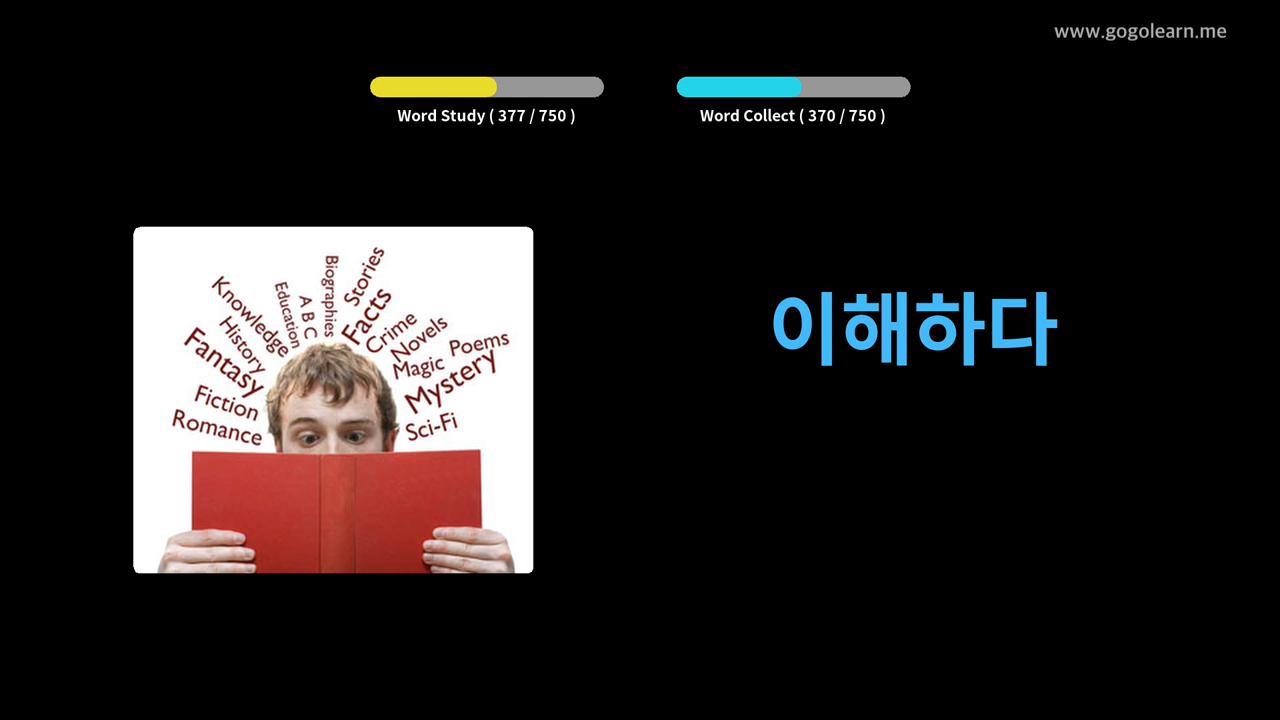 www.gogolearn.me
Word Study ( 377 / 750 )
Word Collect ( 370 / 750 )
Knowledge
Education
A B C
Biographies
Stories
Facts
Crime
Novels
Poems
Magic
Mystery
Sci-Fi
History
Fantasy
Fiction
Romance
이해하다